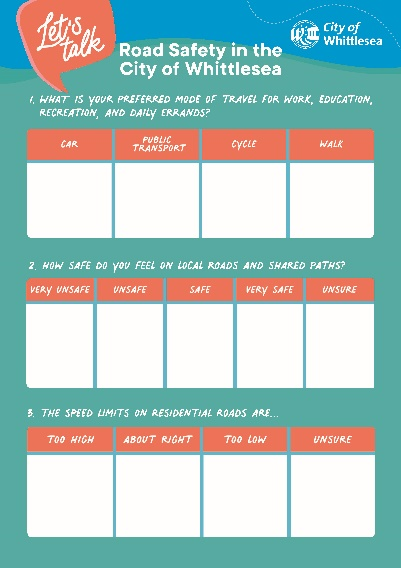 Let's
talk
City of
Whittlesea
Road Safety in the
City of Whittlesea
1. WHAT IS YOUR PREFERRED MODE OF TRAVEL FOR WORK, EDUCATION,
RECREATION, AND DAILY ERRANDS?
CAR PUBLIC TRANSPORT CYCLE WALK
2. HOW SAFE DO YOU FEEL ON LOCAL ROADS AND SHARED PATHS?
VERY UNSAFE UNSAFE SAFE VERY SAFE UNSURE
3. THE SPEED LIMITS ON RESIDENTIAL ROADS ARE...
TOO HIGH ABOUT RIGHT TOO LOW UNSURE